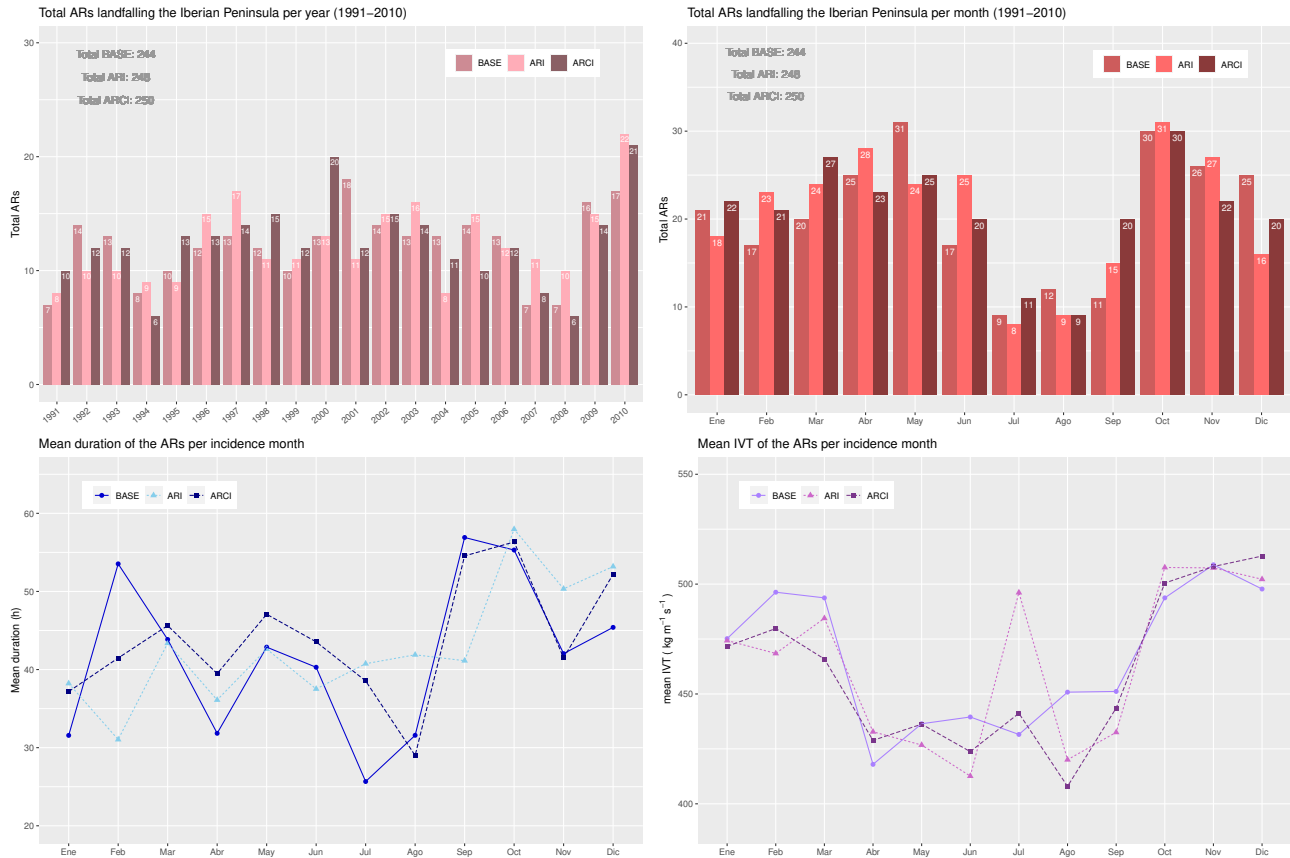 Total ARs landfalling the Iberian Peninsula per year (1991−2010)
30
20
10
0
Total ARs
Total BASE: 244
Total ARI: 248
Total ARCI: 250
BASE ARI ARCI
7 8 10 14 10 12 13 10 12 8 9 6 10 9 13 12 15 13 13 17 14 12 11 15 10 11 12 13 13 20 18 11 12 14 15 15 13 16 14 13 8 11 14 15 10 13 12 12 7 11 8 7 10 6 16 15 14 17 22 21
1991 1992 1993 1994 1995 1996 1997 1998 1999 2000 2001 2002 2003 2004 2005 2006 2007 2008 2009 2010
Total ARs landfalling the Iberian Peninsula per month (1991−2010)
40
30
20
10
0
Total ARs
Total BASE: 244
Total ARI: 248
Total ARCI: 250
BASE ARI ARCI
21 18 22 17 23 21 20 24 27 25 28 23 31 24 25 17 25 20 9 8 11 12 9 9 11 15 20 30 31 30 26 27 22 25 16 20
Ene Feb Mar Abr May Jun Jul Ago Sep Oct Nov Dic
Mean duration of the ARs per incidence month
60
50
40
30
20
Mean duration (h)
BASE ARI ARCI
Ene Feb Mar Abr May Jun Jul Ago Sep Oct Nov Dic
Mean IVT of the ARs per incidence month
550
500
450
400
mean IVT ( kg m⁻¹ s⁻¹ )
BASE ARI ARCI
Ene Feb Mar Abr May Jun Jul Ago Sep Oct Nov Dic